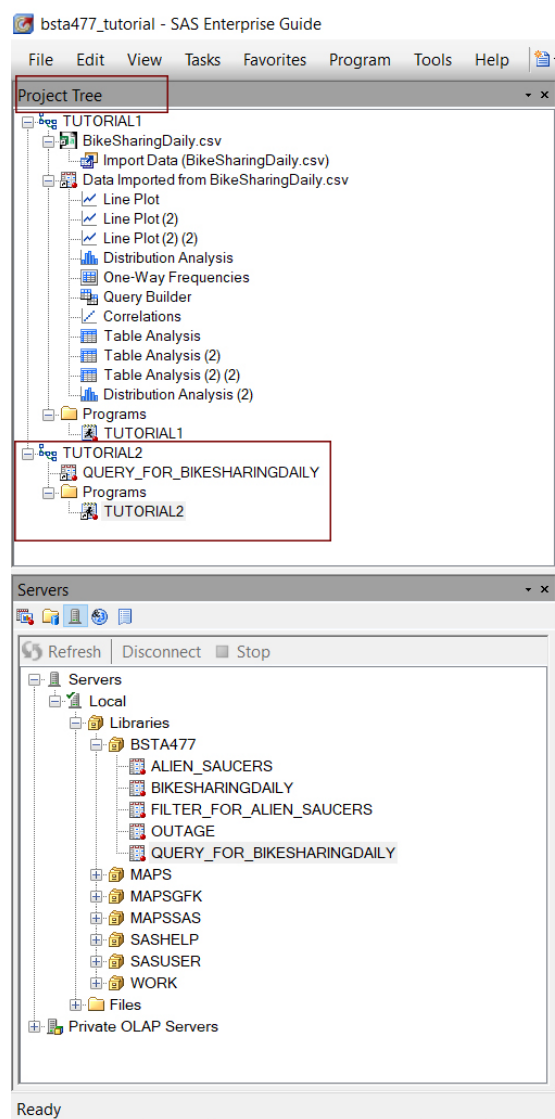 bsta477_tutorial - SAS Enterprise Guide
File Edit View Tasks Favorites Program Tools Help
Project Tree
TUTORIAL1
BikeSharingDaily.csv
Import Data (BikeSharingDaily.csv)
Data Imported from BikeSharingDaily.csv
Line Plot
Line Plot (2)
Line Plot (2) (2)
Distribution Analysis
One-Way Frequencies
Query Builder
Correlations
Table Analysis
Table Analysis (2)
Table Analysis (2) (2)
Distribution Analysis (2)
Programs
TUTORIAL1
TUTORIAL2
QUERY_FOR_BIKESHARINGDAILY
Programs
TUTORIAL2
Servers
Refresh Disconnect Stop
Servers
Local
Libraries
BSTA477
ALIEN_SAUCERS
BIKESHARINGDAILY
FILTER_FOR_ALIEN_SAUCERS
OUTAGE
QUERY_FOR_BIKESHARINGDAILY
MAPS
MAPSGFK
MAPSSAS
SASHELP
SASUSER
WORK
Files
Private OLAP Servers
Ready